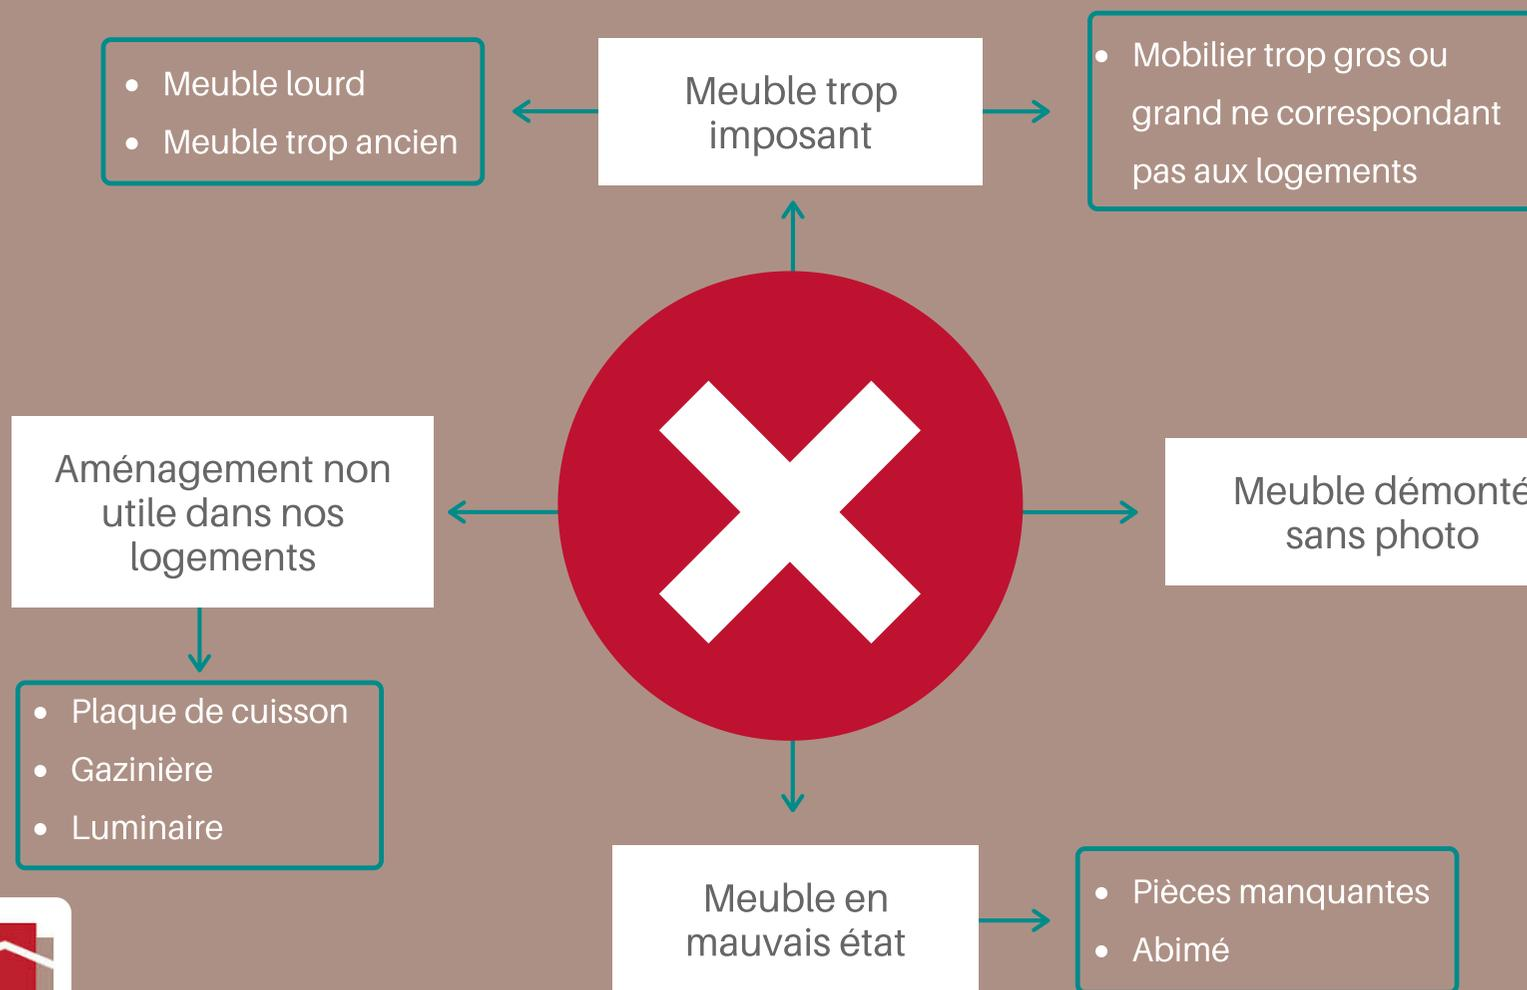 Meuble lourd
Meuble trop ancien
Meuble trop
imposant
Mobilier trop gros ou
grand ne correspondant
pas aux logements
Aménagement non
utile dans nos
logements
Meuble démonté
sans photo
Plaque de cuisson
Gazinière
Luminaire
Meuble en
mauvais état
Pièces manquantes
Abimé